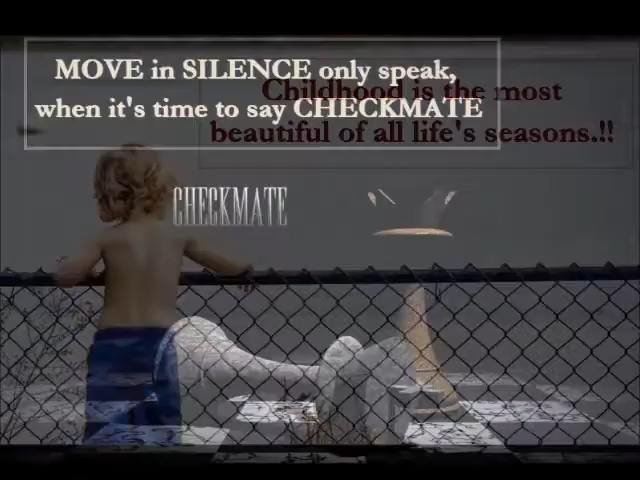 MOVE in SILENCE only speak,
when it's time to say CHECKMATE
Childhood is the most
beautiful of all life's seasons.!!
CHECKMATE